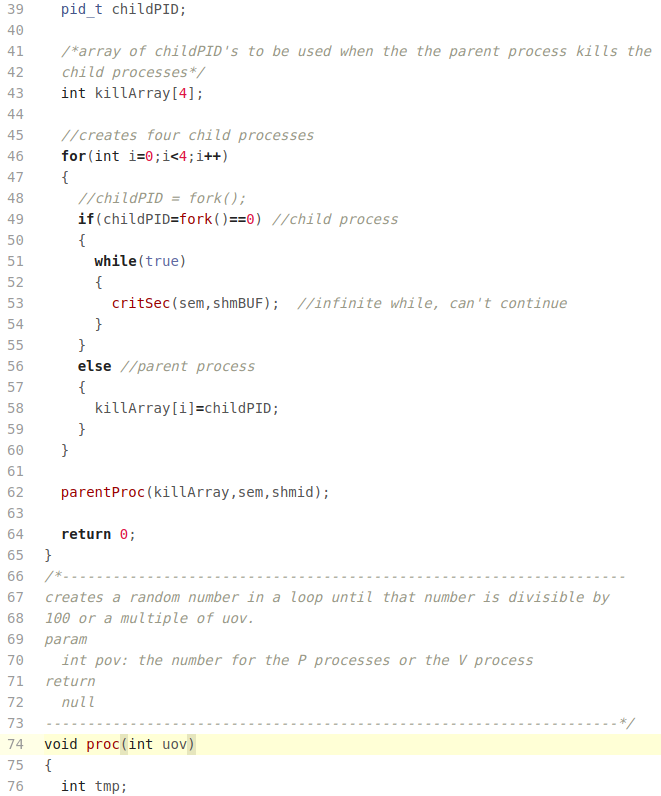 39 pid_t childPID;
40
41 /*array of childPID's to be used when the the parent process kills the
42 child processes*/
43 int killArray[4];
44
45 //creates four child processes
46 for(int i=0;i<4;i++)
47 {
48 //childPID = fork();
49 if(childPID=fork()==0) //child process
50 {
51 while(true)
52 {
53 critSec(sem,shmBUF); //infinite while, can't continue
54 }
55 }
56 else //parent process
57 {
58 killArray[i]=childPID;
59 }
60 }
61
62 parentProc(killArray,sem,shmid);
63
64 return 0;
65 }
66 /*-------------------------------------------------------------------
67 creates a random number in a loop until that number is divisible by
68 100 or a multiple of uov.
69 param
70 int pov: the number for the P processes or the V process
71 return
72 null
73 --------------------------------------------------------------------*/
74 void proc(int uov)
75 {
76 int tmp;